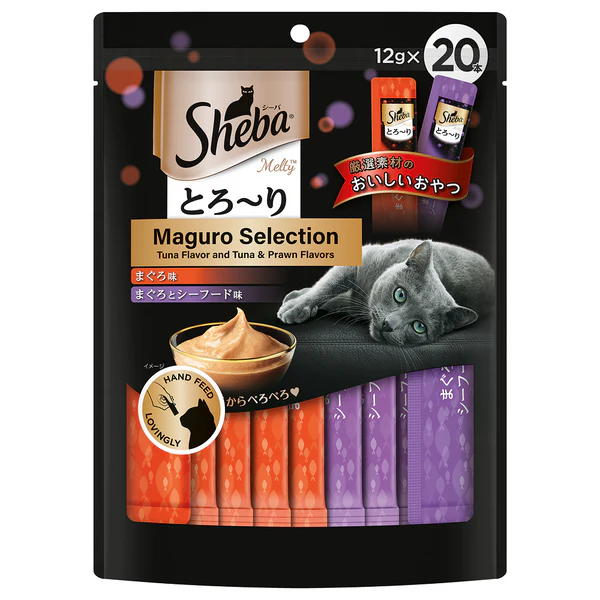 12g×20本
シーバ
Sheba®
Melty™
とろ〜り
Sheba
とろ〜り
Sheba
とろ〜り
厳選素材の
おいしいおやつ
Maguro Selection
Tuna Flavor and Tuna & Prawn Flavors
まぐろ味
まぐろとシーフード味
イメージ
HAND FEED
LOVINGLY
からぺろぺろ♥